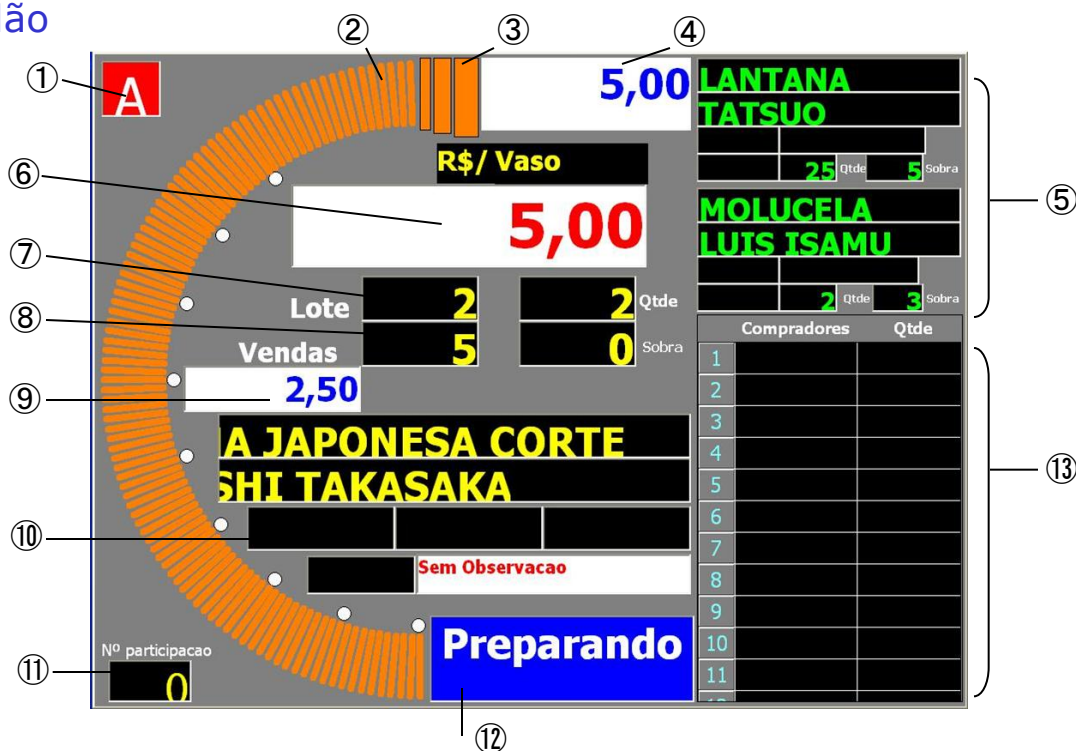 ão
① ② ③ ④ ⑤ ⑥ ⑦ ⑧ ⑨ ⑩ ⑪ ⑫ ⑬
A
5,00
R$/ Vaso
5,00
Lote 2 2 Qtde
Vendas 5 0 Sobra
2,50
A JAPONESA CORTE
SHI TAKASAKA
Sem Observacao
Preparando
Nº participacao
0
LANTANA
TATSUO
25 Qtde 5 Sobra
MOLUCELA
LUIS ISAMU
2 Qtde 3 Sobra
Compradores Qtde
1
2
3
4
5
6
7
8
9
10
11